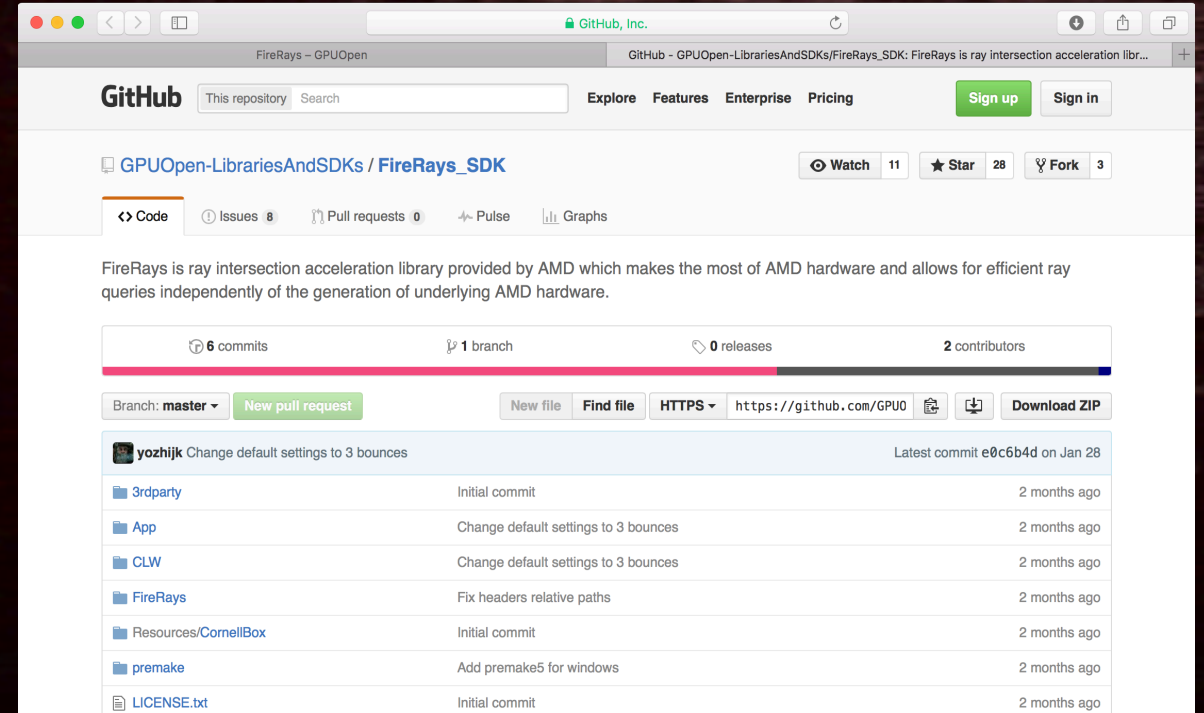 GitHub, Inc.
FireRays – GPUOpen
GitHub - GPUOpen-LibrariesAndSDKs/FireRays_SDK: FireRays is ray intersection acceleration libr...
GitHub This repository Search Explore Features Enterprise Pricing Sign up Sign in
GPUOpen-LibrariesAndSDKs / FireRays_SDK Watch 11 Star 28 Fork 3
Code Issues 8 Pull requests 0 Pulse Graphs
FireRays is ray intersection acceleration library provided by AMD which makes the most of AMD hardware and allows for efficient ray
queries independently of the generation of underlying AMD hardware.
6 commits 1 branch 0 releases 2 contributors
Branch: master New pull request New file Find file HTTPS https://github.com/GPUO Download ZIP
yozhijk Change default settings to 3 bounces Latest commit e0c6b4d on Jan 28
3rdparty Initial commit 2 months ago
App Change default settings to 3 bounces 2 months ago
CLW Change default settings to 3 bounces 2 months ago
FireRays Fix headers relative paths 2 months ago
Resources/CornellBox Initial commit 2 months ago
premake Add premake5 for windows 2 months ago
LICENSE.txt Initial commit 2 months ago